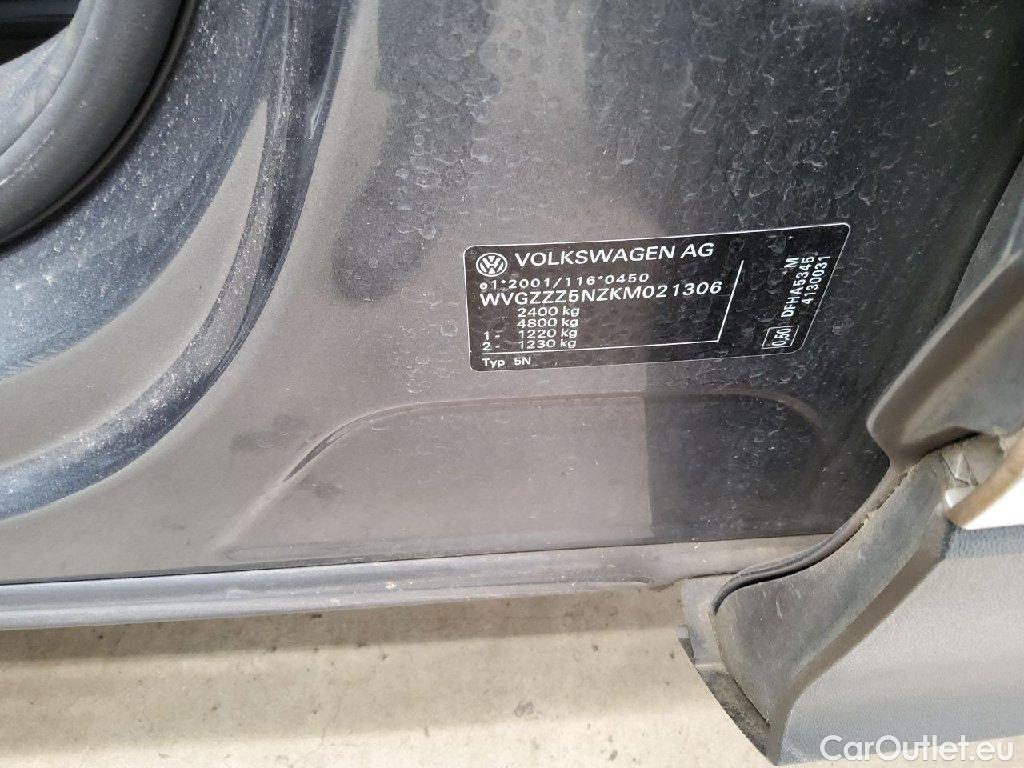 VOLKSWAGEN AG
e1*2001/116*0450
WVGZZZ5NZKM021306
2400 kg
4800 kg
1 - 1220 kg
2 - 1230 kg
Typ 5N
0,50
DFHA5345 M
4130031
CarOutlet.eu